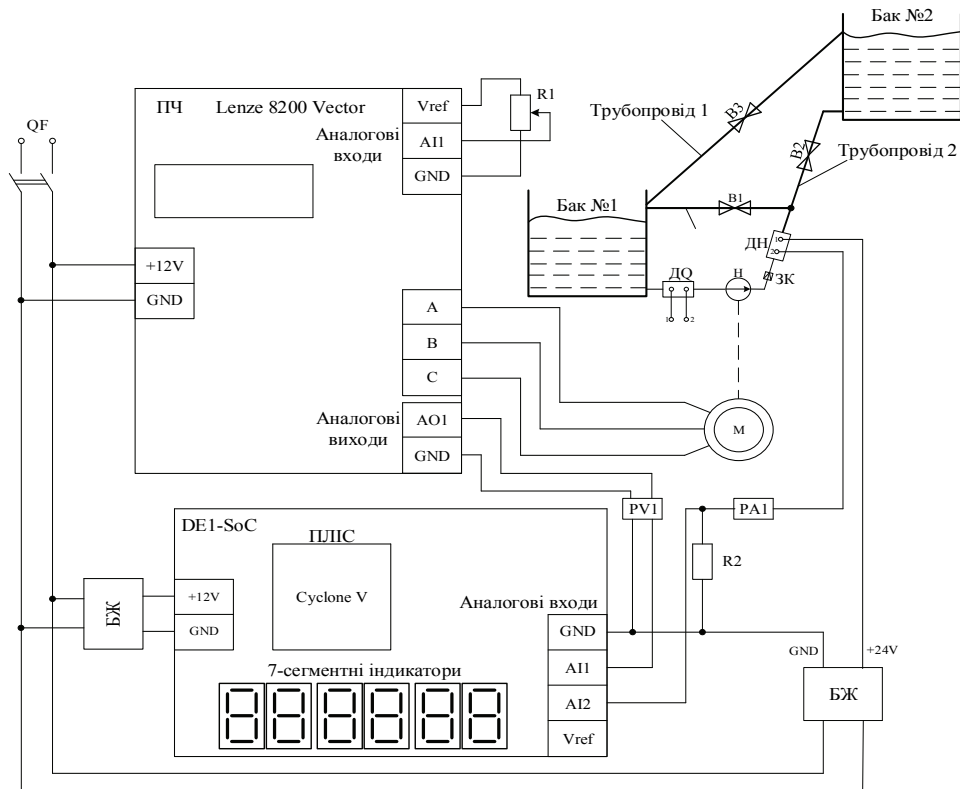 Бак №2
ПЧ Lenze 8200 Vector
Vref
R1
QF
Аналогові
входи
AI1
GND
В3
Трубопровід 1
В2
Трубопровід 2
Бак №1
В1
ДН
1
2
ЗК
+12V
GND
ДQ
Н
1
2
A
B
C
М
Аналогові
виходи
AO1
GND
DE1-SoC
PV1
PA1
ПЛІС
R2
Cyclone V
БЖ
+12V
GND
Аналогові входи
GND
AI1
AI2
Vref
7-сегментні індикатори
GND
+24V
БЖ